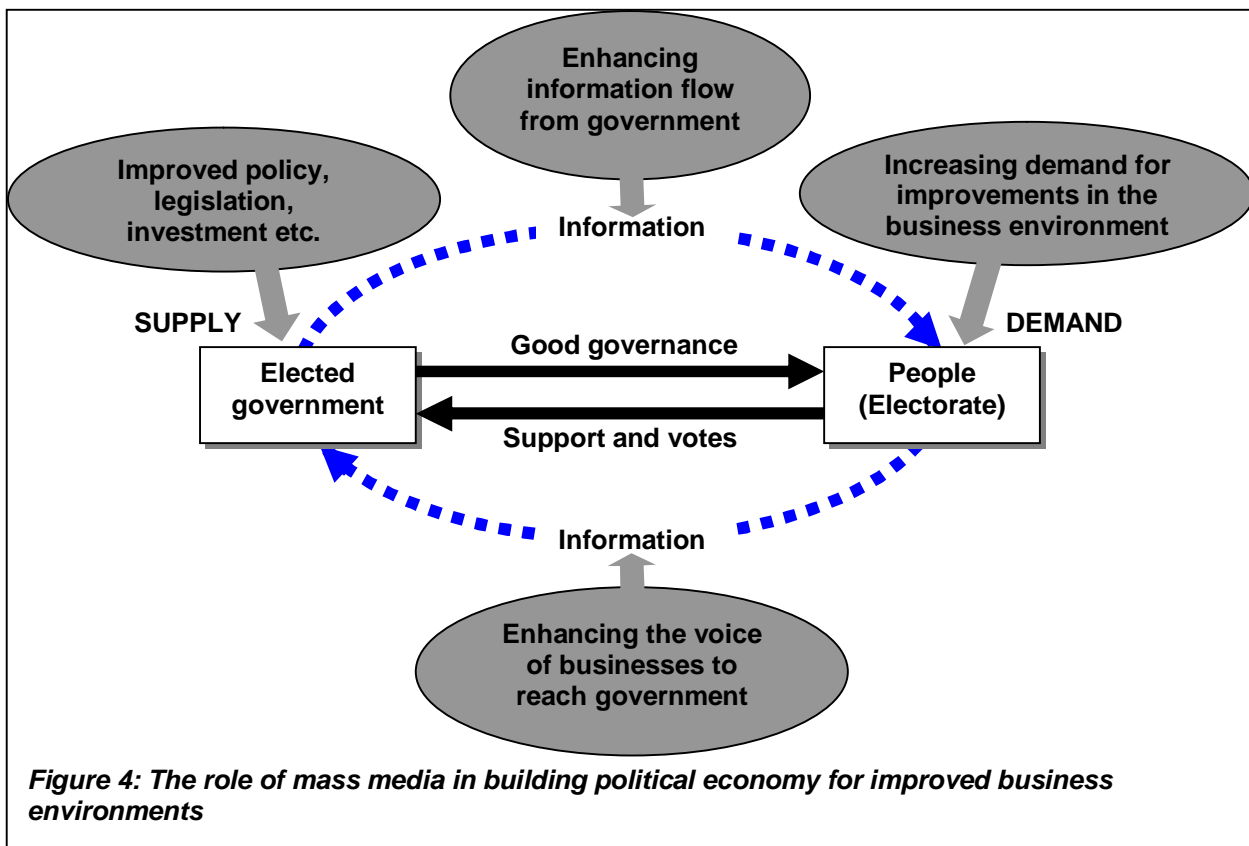 Enhancing
information flow
from government
Improved policy,
legislation,
investment etc.
Increasing demand for
improvements in the
business environment
Information
SUPPLY
DEMAND
Good governance
Elected
government
People
(Electorate)
Support and votes
Information
Enhancing the voice
of businesses to
reach government
Figure 4: The role of mass media in building political economy for improved business
environments